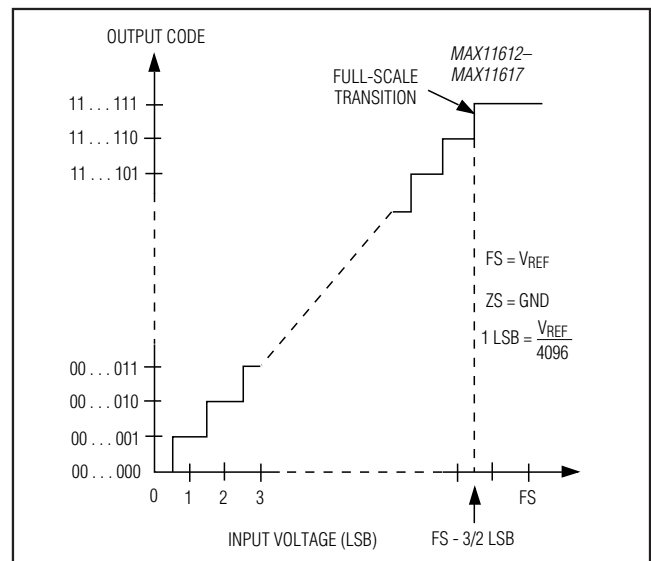 OUTPUT CODE
MAX11612–
MAX11617
FULL-SCALE
TRANSITION
11 . . . 111
11 . . . 110
11 . . . 101
FS = VREF
ZS = GND
1 LSB = VREF
4096
00 . . . 011
00 . . . 010
00 . . . 001
00 . . . 000
0
1
2
3
FS
INPUT VOLTAGE (LSB)
FS - 3/2 LSB